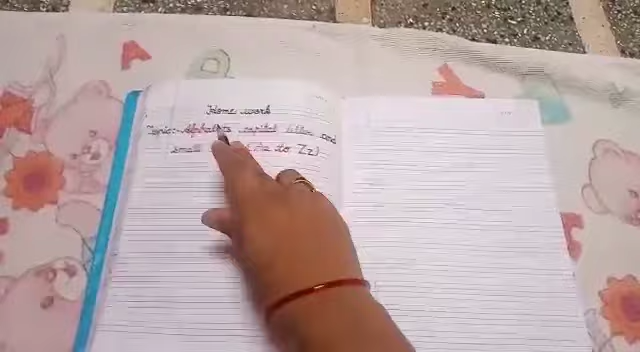 Home work
Topic:- Alphabets capital letter and
small (Aa to Zz)